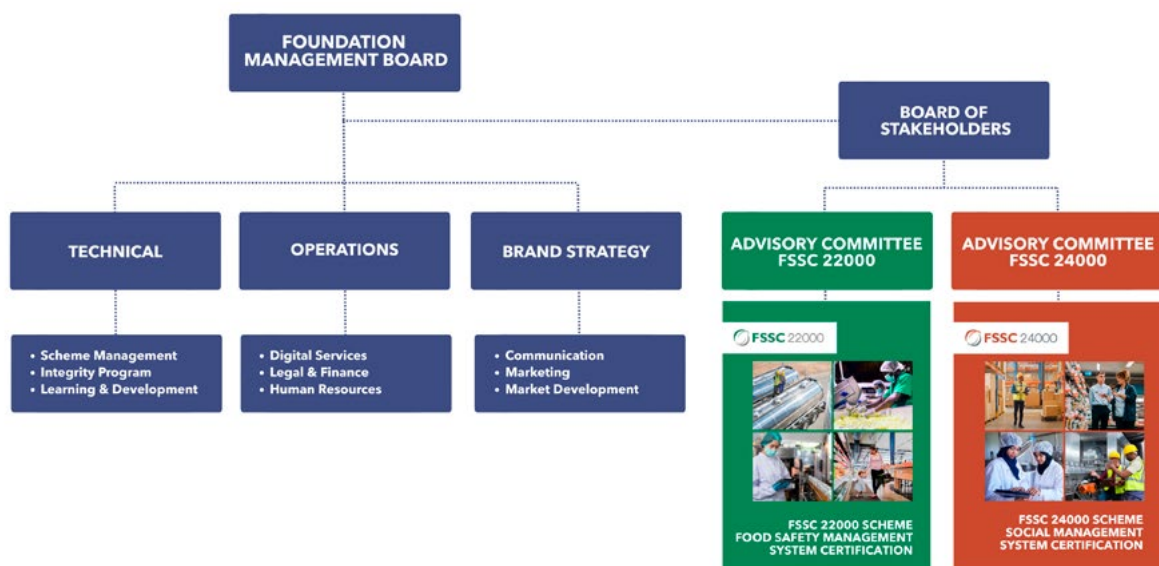 FOUNDATION
MANAGEMENT BOARD
BOARD OF
STAKEHOLDERS
TECHNICAL
OPERATIONS
BRAND STRATEGY
ADVISORY COMMITTEE
FSSC 22000
ADVISORY COMMITTEE
FSSC 24000
• Scheme Management
• Integrity Program
• Learning & Development
• Digital Services
• Legal & Finance
• Human Resources
• Communication
• Marketing
• Market Development
FSSC 22000
FSSC 24000
FSSC 22000 SCHEME
FOOD SAFETY MANAGEMENT
SYSTEM CERTIFICATION
FSSC 24000 SCHEME
SOCIAL MANAGEMENT
SYSTEM CERTIFICATION